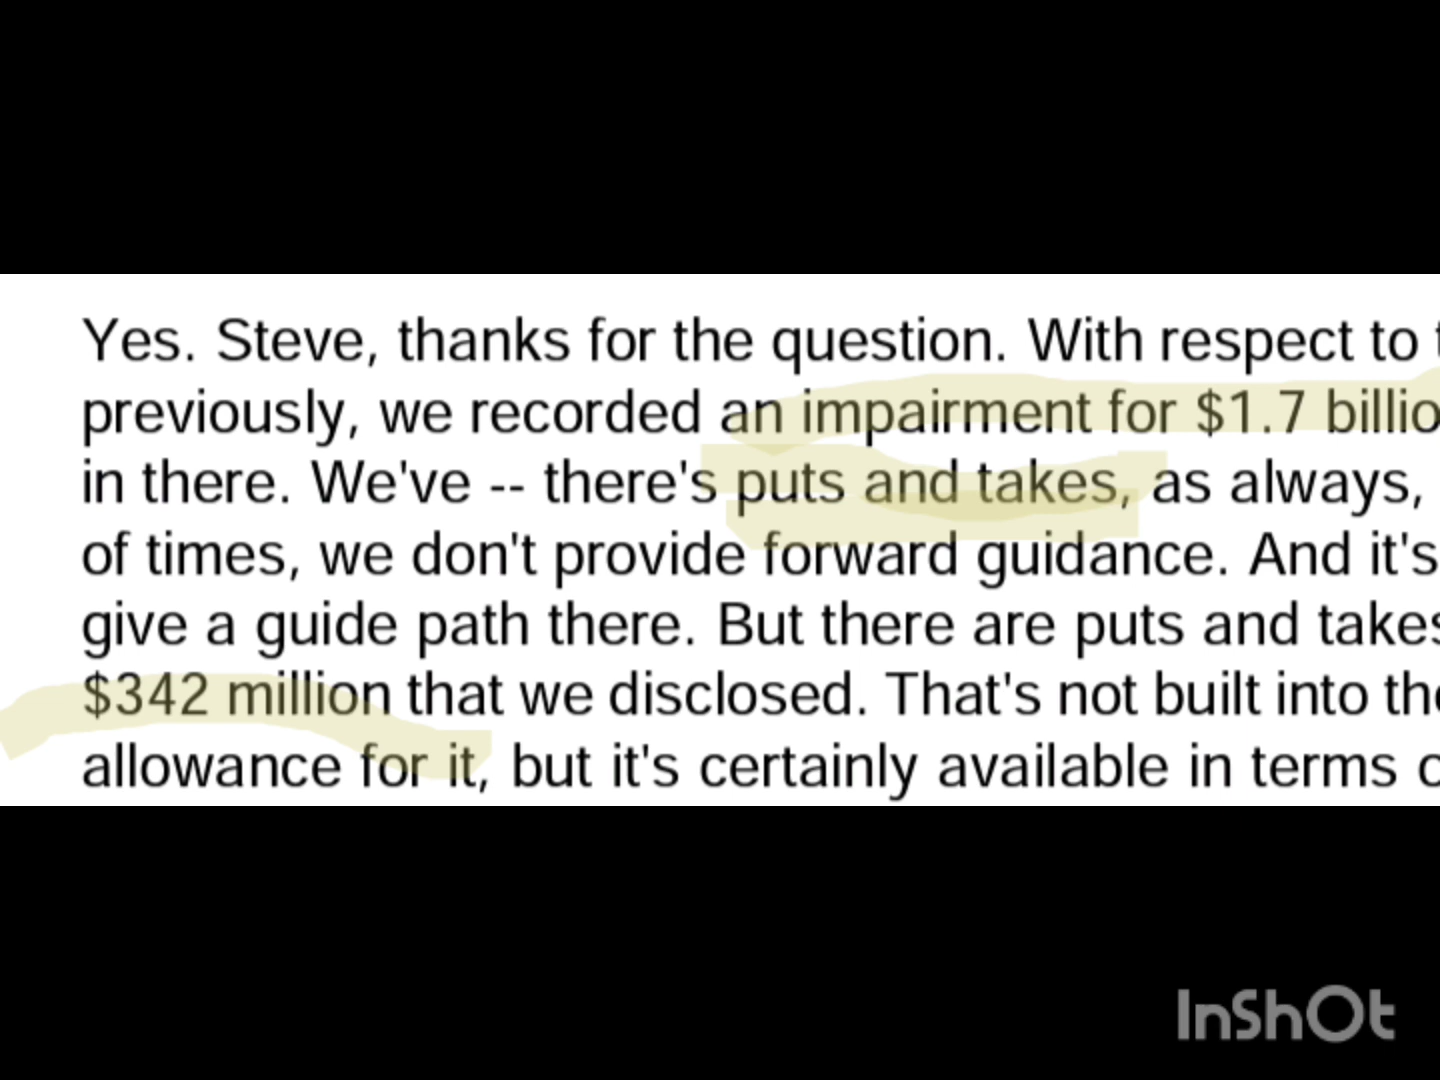 Yes. Steve, thanks for the question. With respect to
previously, we recorded an impairment for $1.7 billio
in there. We've -- there's puts and takes, as always,
of times, we don't provide forward guidance. And it's
give a guide path there. But there are puts and takes
$342 million that we disclosed. That's not built into the
allowance for it, but it's certainly available in terms
InShOt